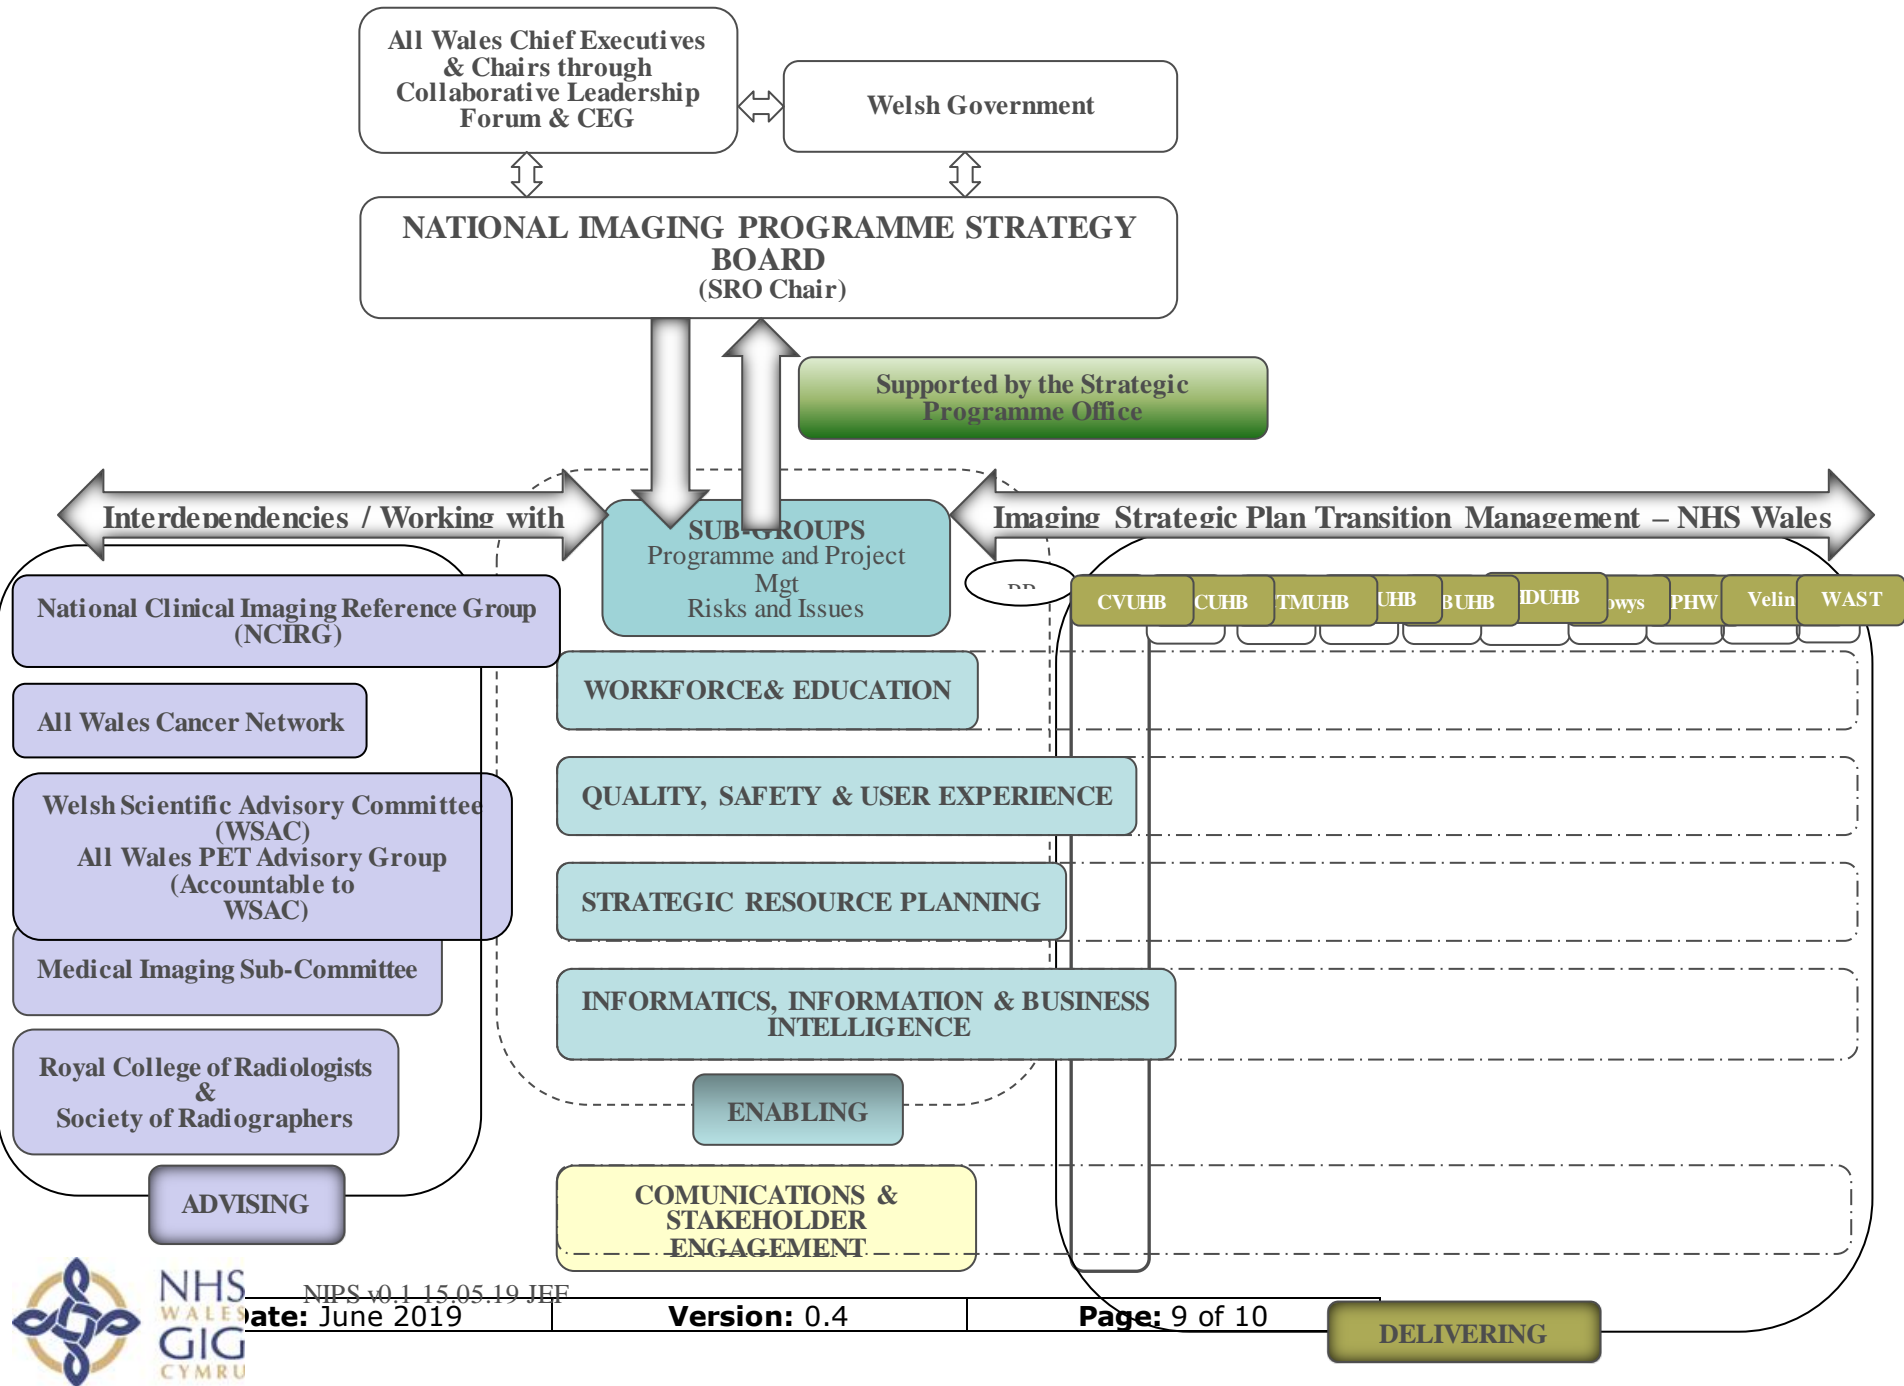 All Wales Chief Executives
& Chairs through
Collaborative Leadership
Forum & CEG
Welsh Government
NATIONAL IMAGING PROGRAMME STRATEGY
BOARD
(SRO Chair)
Supported by the Strategic
Programme Office
Interdependencies / Working with
SUB-GROUPS
Programme and Project
Mgt
Risks and Issues
Imaging Strategic Plan Transition Management – NHS Wales
CVUHB
CUHB
TMUHB
UHB
BUHB
HDUHB
owys
PHW
Velin
WAST
National Clinical Imaging Reference Group
(NCIRG)
All Wales Cancer Network
Welsh Scientific Advisory Committee
(WSAC)
All Wales PET Advisory Group
(Accountable to
WSAC)
Medical Imaging Sub-Committee
Royal College of Radiologists
&
Society of Radiographers
ADVISING
WORKFORCE& EDUCATION
QUALITY, SAFETY & USER EXPERIENCE
STRATEGIC RESOURCE PLANNING
INFORMATICS, INFORMATION & BUSINESS
INTELLIGENCE
ENABLING
COMUNICATIONS &
STAKEHOLDER
ENGAGEMENT
NIPS v0.1 15.05.19 JEF
Date: June 2019
Version: 0.4
Page: 9 of 10
DELIVERING
NHS
WALES
GIG
CYMRU